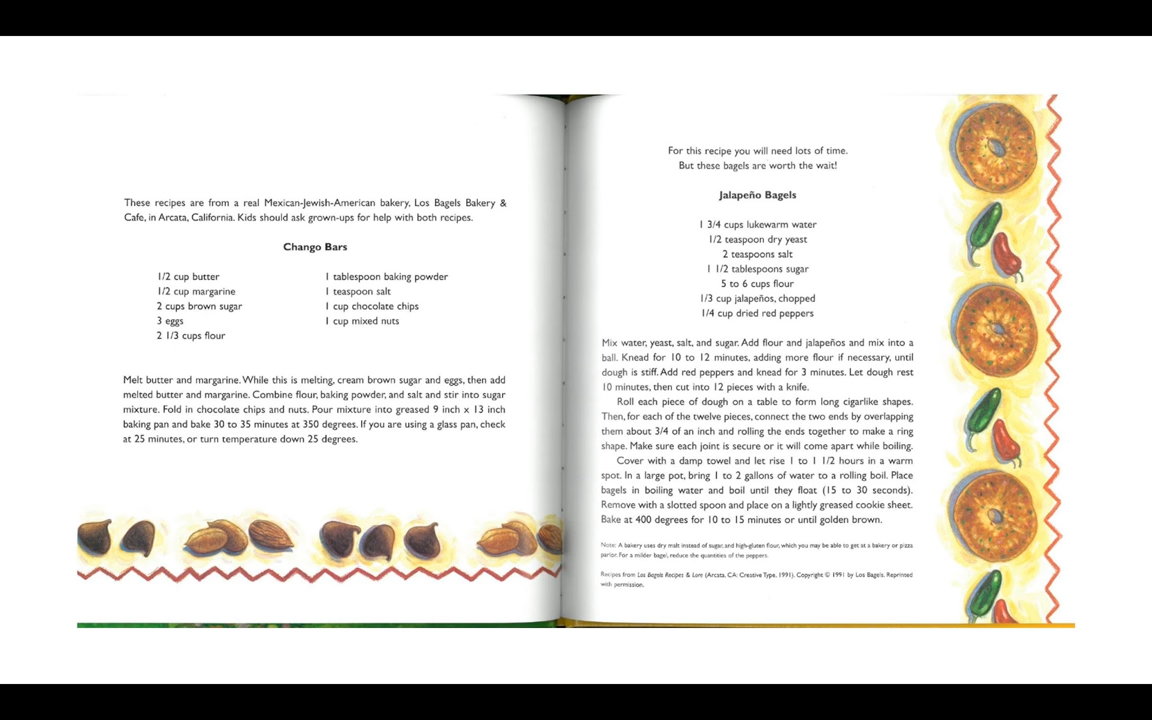 These recipes are from a real Mexican-Jewish-American bakery, Los Bagels Bakery &
Cafe, in Arcata, California. Kids should ask grown-ups for help with both recipes.
Chango Bars
1/2 cup butter
1/2 cup margarine
2 cups brown sugar
3 eggs
2 1/3 cups flour
1 tablespoon baking powder
1 teaspoon salt
1 cup chocolate chips
1 cup mixed nuts
Melt butter and margarine. While this is melting, cream brown sugar and eggs, then add
melted butter and margarine. Combine flour, baking powder, and salt and stir into sugar
mixture. Fold in chocolate chips and nuts. Pour mixture into greased 9 inch x 13 inch
baking pan and bake 30 to 35 minutes at 350 degrees. If you are using a glass pan, check
at 25 minutes, or turn temperature down 25 degrees.
For this recipe you will need lots of time.
But these bagels are worth the wait!
Jalapeño Bagels
1 3/4 cups lukewarm water
1/2 teaspoon dry yeast
2 teaspoons salt
1 1/2 tablespoons sugar
5 to 6 cups flour
1/3 cup jalapeños, chopped
1/4 cup dried red peppers
Mix water, yeast, salt, and sugar. Add flour and jalapeños and mix into a
ball. Knead for 10 to 12 minutes, adding more flour if necessary, until
dough is stiff. Add red peppers and knead for 3 minutes. Let dough rest
10 minutes, then cut into 12 pieces with a knife.
Roll each piece of dough on a table to form long cigarlike shapes.
Then, for each of the twelve pieces, connect the two ends by overlapping
them about 3/4 of an inch and rolling the ends together to make a ring
shape. Make sure each joint is secure or it will come apart while boiling.
Cover with a damp towel and let rise 1 to 1 1/2 hours in a warm
spot. In a large pot, bring 1 to 2 gallons of water to a rolling boil. Place
bagels in boiling water and boil until they float (15 to 30 seconds).
Remove with a slotted spoon and place on a lightly greased cookie sheet.
Bake at 400 degrees for 10 to 15 minutes or until golden brown.
Note: A bakery uses dry malt instead of sugar, and high-gluten flour, which you may be able to get at a bakery or pizza
parlor. For a milder bagel, reduce the quantities of the peppers.
Recipes from Los Bagels Recipes & Lore (Arcata, CA: Creative Type, 1991). Copyright © 1991 by Los Bagels. Reprinted
with permission.